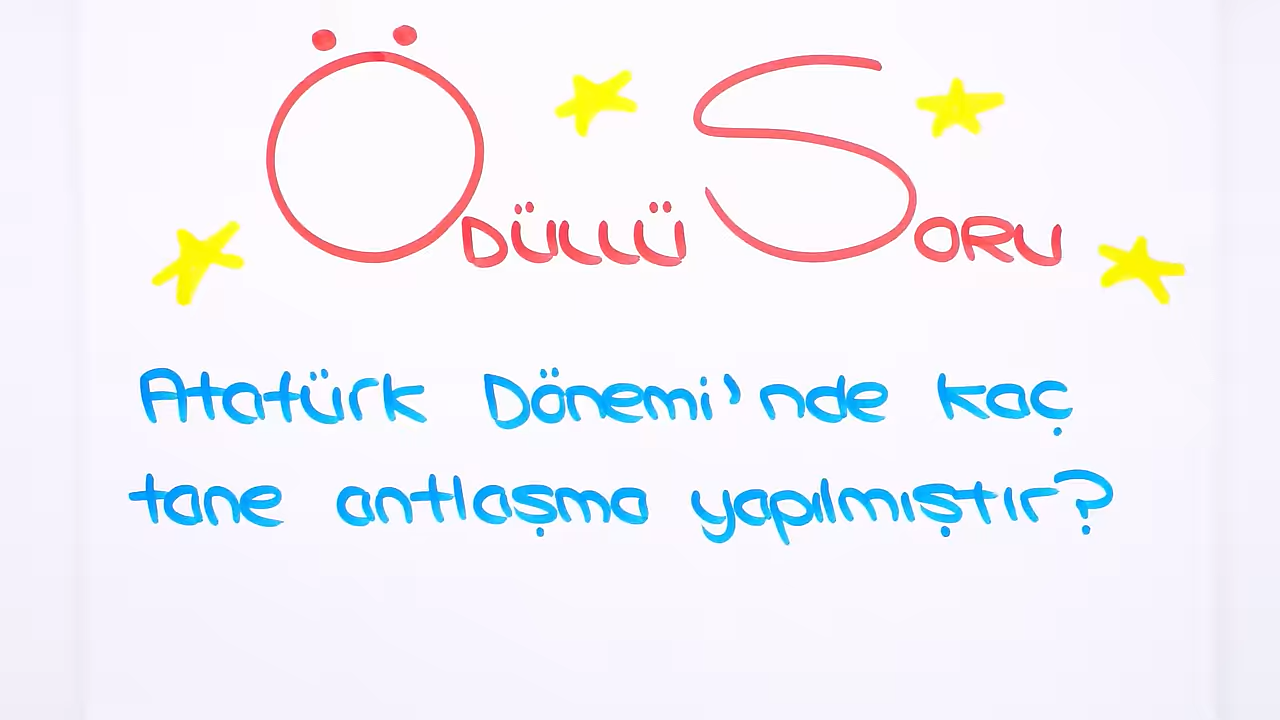 Ödüllü Soru
Atatürk Dönemi'nde kaç
tane antlaşma yapılmıştır?